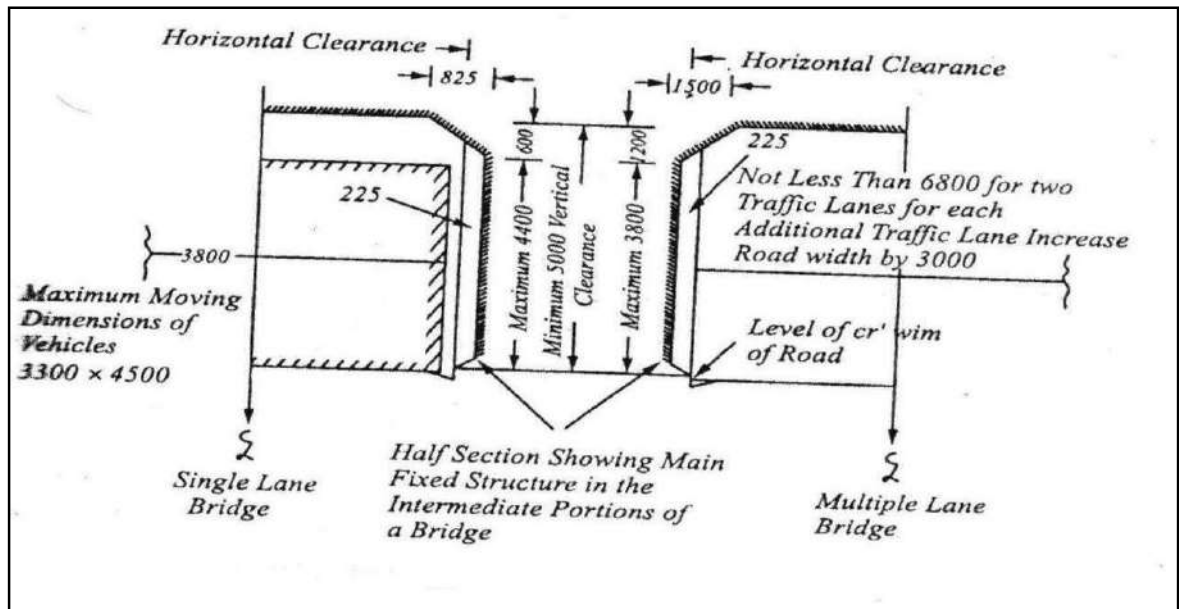 Horizontal Clearance
Horizontal Clearance
825
1500
600
1200
225
225
Maximum 4400
Minimum 5000 Vertical
Clearance
Maximum 3800
Not Less Than 6800 for two
Traffic Lanes for each
Additional Traffic Lane Increase
Road width by 3000
3800
Maximum Moving
Dimensions of
Vehicles
3300 × 4500
Level of cr' wim
of Road
Half Section Showing Main
Fixed Structure in the
Intermediate Portions of
a Bridge
Single Lane
Bridge
Multiple Lane
Bridge